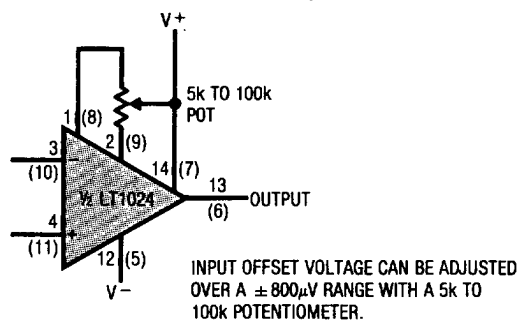 V+
5k TO 100k
POT
1 (8)
2 (9)
3
(10)
−
14 (7)
13
(6)
OUTPUT
½ LT1024
4
(11)
+
12 (5)
V−
INPUT OFFSET VOLTAGE CAN BE ADJUSTED
OVER A ±800µV RANGE WITH A 5k TO
100k POTENTIOMETER.